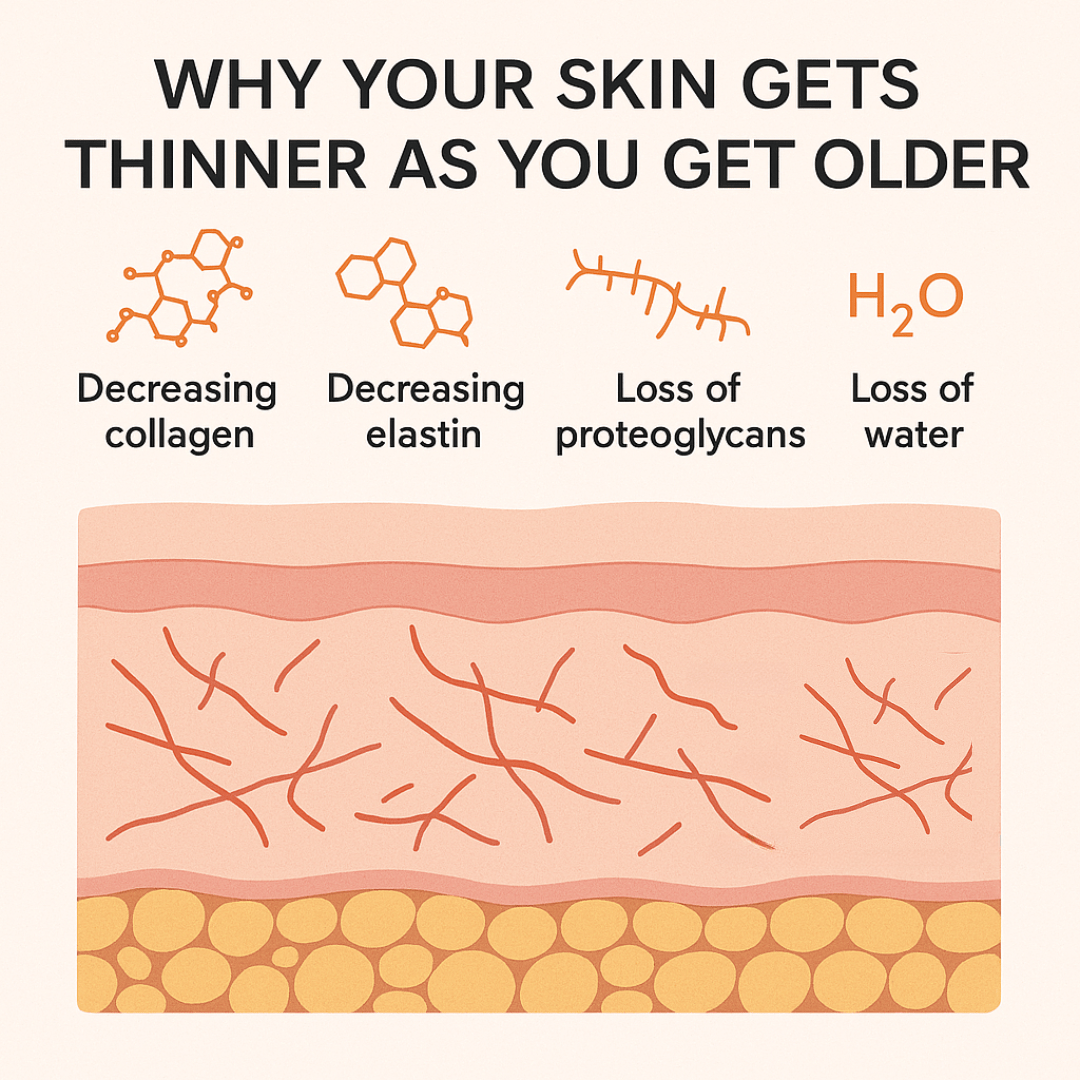 WHY YOUR SKIN GETS
THINNER AS YOU GET OLDER
Decreasing
collagen
Decreasing
elastin
Loss of
proteoglycans
H₂O
Loss of
water